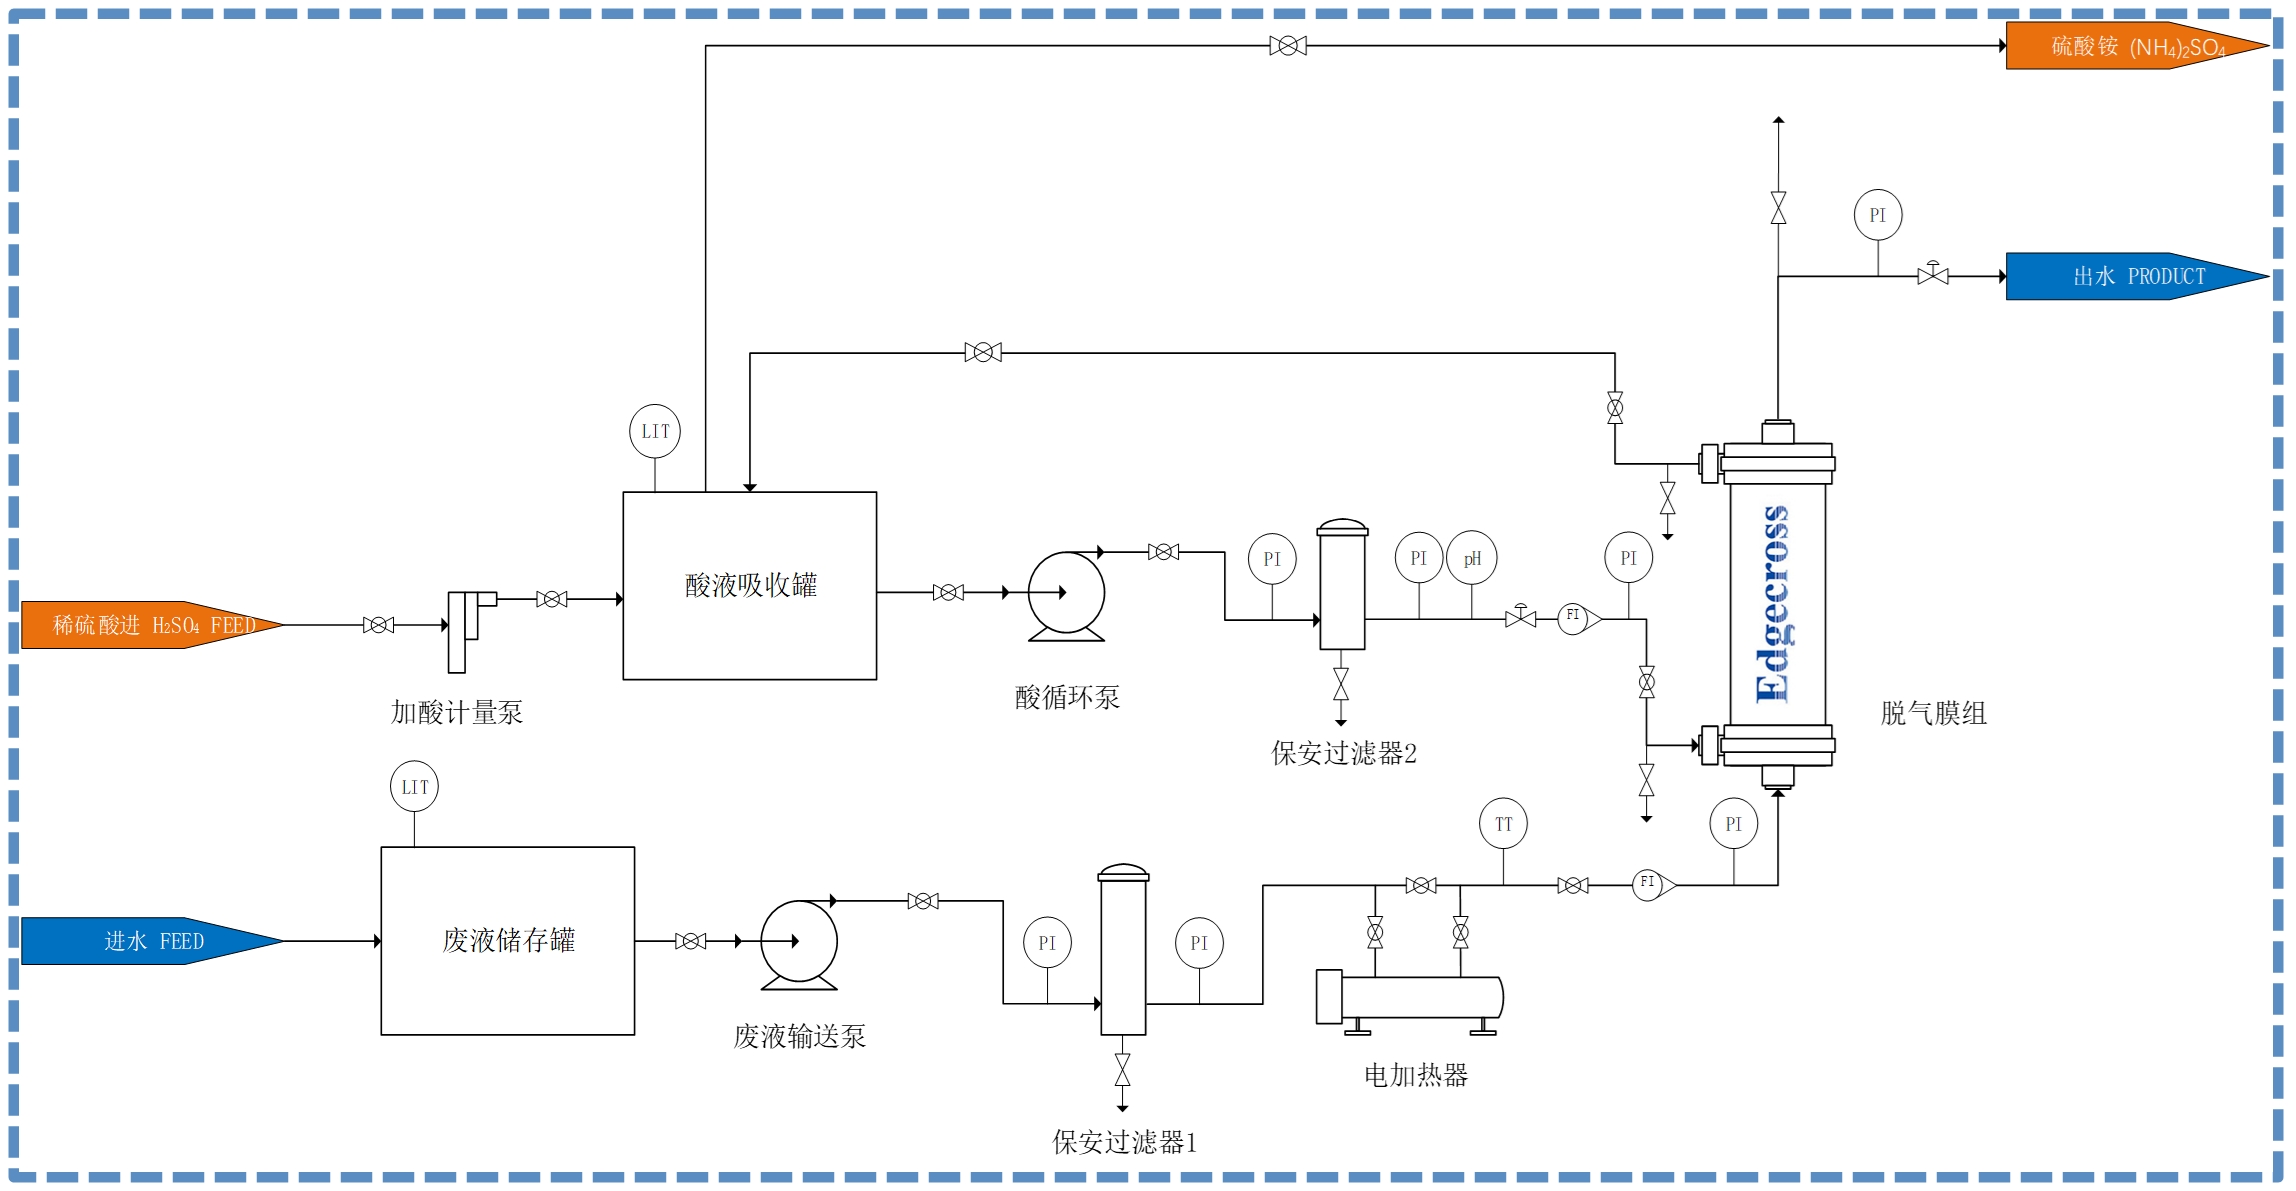 硫酸铵 (NH₄)₂SO₄
PI
出水 PRODUCT
LIT
酸液吸收罐
PI
PI
pH
PI
FI
Edgecross
稀硫酸进 H₂SO₄ FEED
加酸计量泵
酸循环泵
保安过滤器2
脱气膜组
LIT
TT
PI
FI
进水 FEED
废液储存罐
PI
PI
废液输送泵
电加热器
保安过滤器1